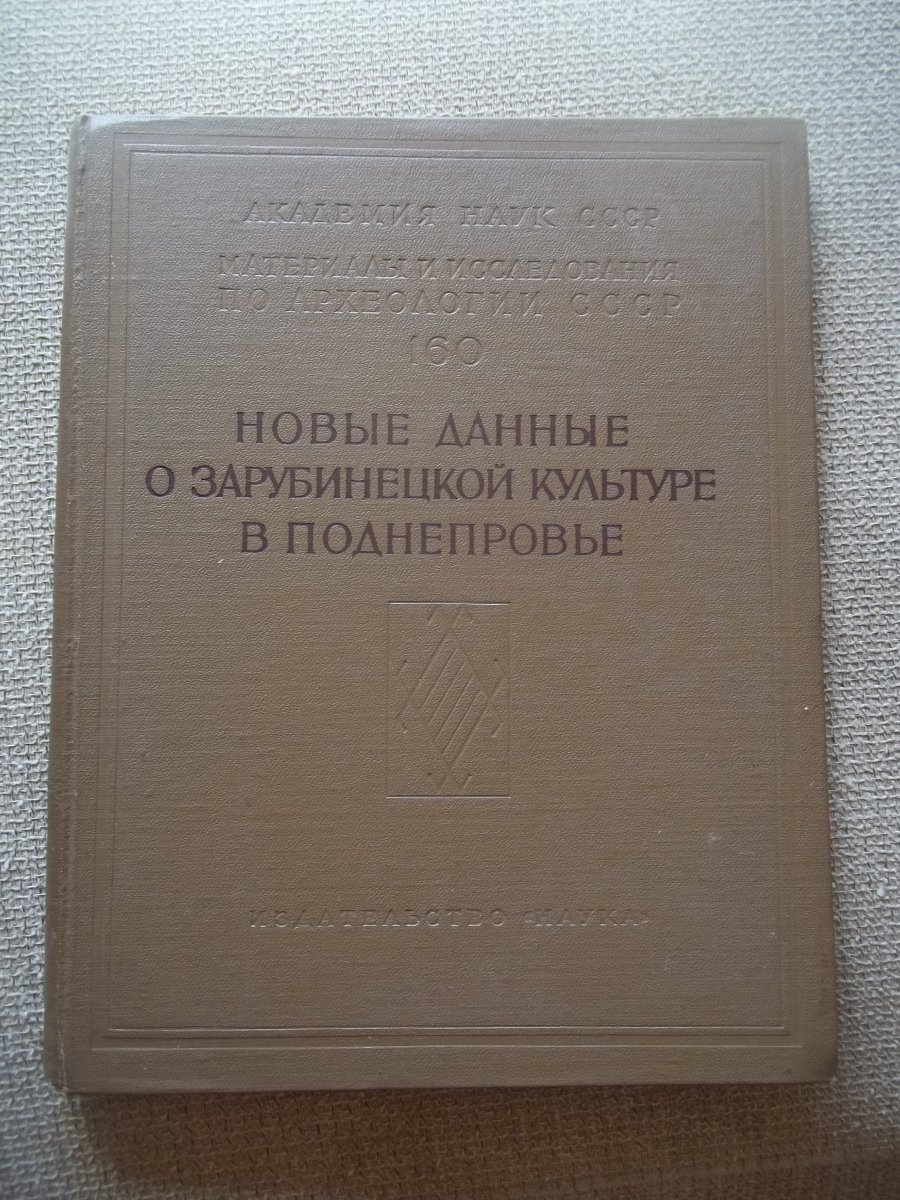 АКАДЕМИЯ НАУК СССР
МАТЕРИАЛЫ И ИССЛЕДОВАНИЯ
ПО АРХЕОЛОГИИ СССР
160
НОВЫЕ ДАННЫЕ
О ЗАРУБИНЕЦКОЙ КУЛЬТУРЕ
В ПОДНЕПРОВЬЕ
ИЗДАТЕЛЬСТВО «НАУКА»